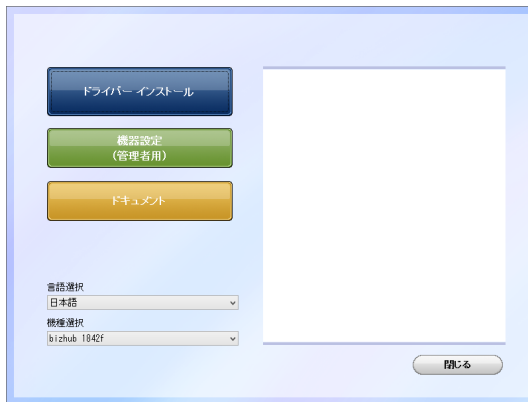 ドライバー インストール
機器設定
（管理者用）
ドキュメント
言語選択
日本語
機種選択
bizhub 1842f
閉じる